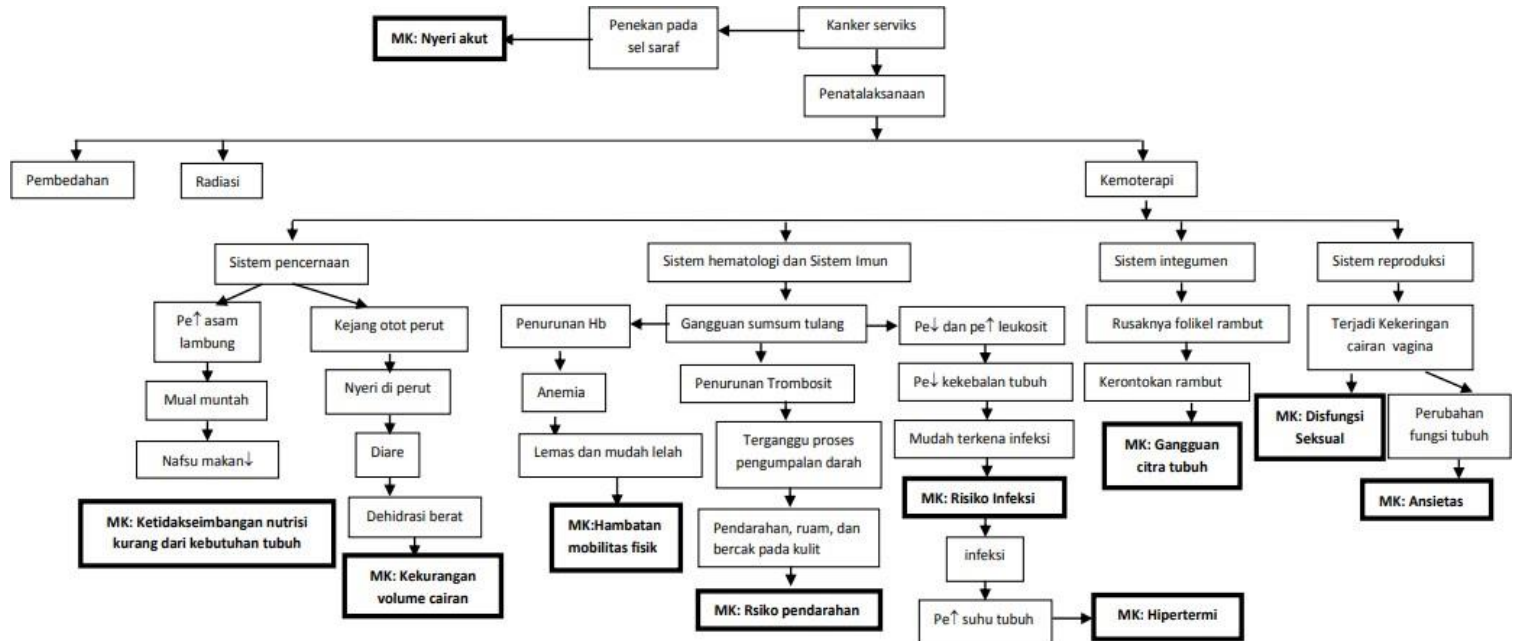 MK: Nyeri akut
Penekan pada
sel saraf
Kanker serviks
Penatalaksanaan
Pembedahan
Radiasi
Kemoterapi
Sistem pencernaan
Sistem hematologi dan Sistem Imun
Sistem integumen
Sistem reproduksi
Pe↑ asam
lambung
Kejang otot perut
Penurunan Hb
Gangguan sumsum tulang
Pe↓ dan pe↑ leukosit
Rusaknya folikel rambut
Terjadi Kekeringan
cairan vagina
Mual muntah
Nyeri di perut
Anemia
Penurunan Trombosit
Pe↓ kekebalan tubuh
Kerontokan rambut
MK: Disfungsi
Seksual
Perubahan
fungsi tubuh
Nafsu makan↓
Diare
Lemas dan mudah lelah
Terganggu proses
pengumpalan darah
Mudah terkena infeksi
MK: Gangguan
citra tubuh
MK: Ansietas
MK: Ketidakseimbangan nutrisi
kurang dari kebutuhan tubuh
Dehidrasi berat
MK:Hambatan
mobilitas fisik
Pendarahan, ruam, dan
bercak pada kulit
MK: Risiko Infeksi
infeksi
MK: Kekurangan
volume cairan
MK: Rsiko pendarahan
Pe↑ suhu tubuh
MK: Hipertermi